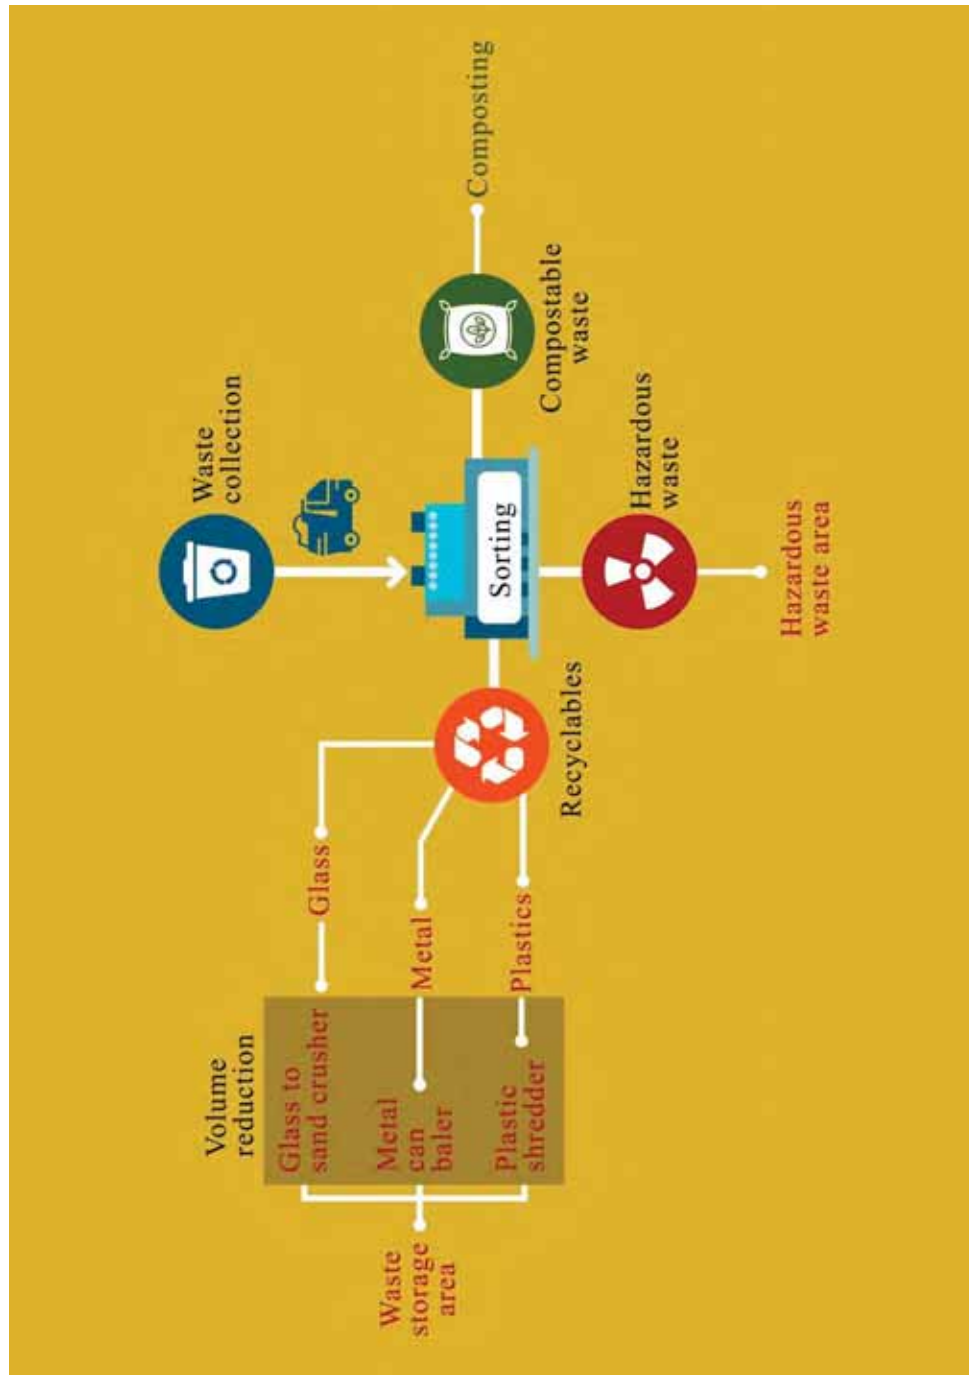 Waste
collection
Sorting
Compostable
waste
Composting
Hazardous
waste
Hazardous
waste area
Recyclables
Glass
Metal
Plastics
Volume
reduction
Glass to
sand crusher
Metal
can
baler
Plastic
shredder
Waste
storage
area